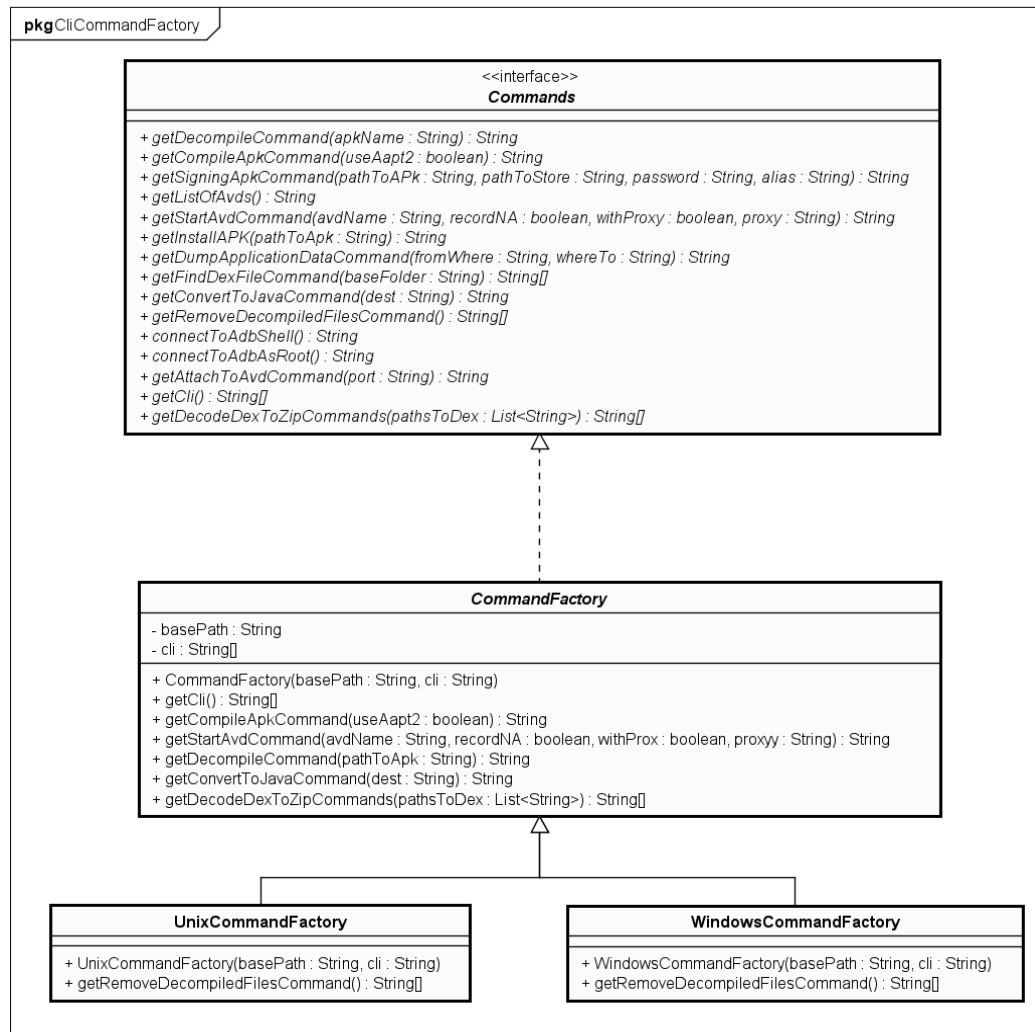 pkg CliCommandFactory
<<interface>>
Commands
+ getDecompileCommand(apkName : String) : String
+ getCompileApkCommand(useAapt2 : boolean) : String
+ getSigningApkCommand(pathToAPk : String, pathToStore : String, password : String, alias : String) : String
+ getListOfAvds() : String
+ getStartAvdCommand(avdName : String, recordNA : boolean, withProxy : boolean, proxy : String) : String
+ getInstallAPK(pathToApk : String) : String
+ getDumpApplicationDataCommand(fromWhere : String, whereTo : String) : String
+ getFindDexFileCommand(baseFolder : String) : String[]
+ getConvertToJavaCommand(dest : String) : String
+ getRemoveDecompiledFilesCommand() : String[]
+ connectToAdbShell() : String
+ connectToAdbAsRoot() : String
+ getAttachToAvdCommand(port : String) : String
+ getCli() : String[]
+ getDecodeDexToZipCommands(pathsToDex : List<String>) : String[]
CommandFactory
- basePath : String
- cli : String[]
+ CommandFactory(basePath : String, cli : String)
+ getCli() : String[]
+ getCompileApkCommand(useAapt2 : boolean) : String
+ getStartAvdCommand(avdName : String, recordNA : boolean, withProx : boolean, proxyy : String) : String
+ getDecompileCommand(pathToApk : String) : String
+ getConvertToJavaCommand(dest : String) : String
+ getDecodeDexToZipCommands(pathsToDex : List<String>) : String[]
UnixCommandFactory
+ UnixCommandFactory(basePath : String, cli : String)
+ getRemoveDecompiledFilesCommand() : String[]
WindowsCommandFactory
+ WindowsCommandFactory(basePath : String, cli : String)
+ getRemoveDecompiledFilesCommand() : String[]